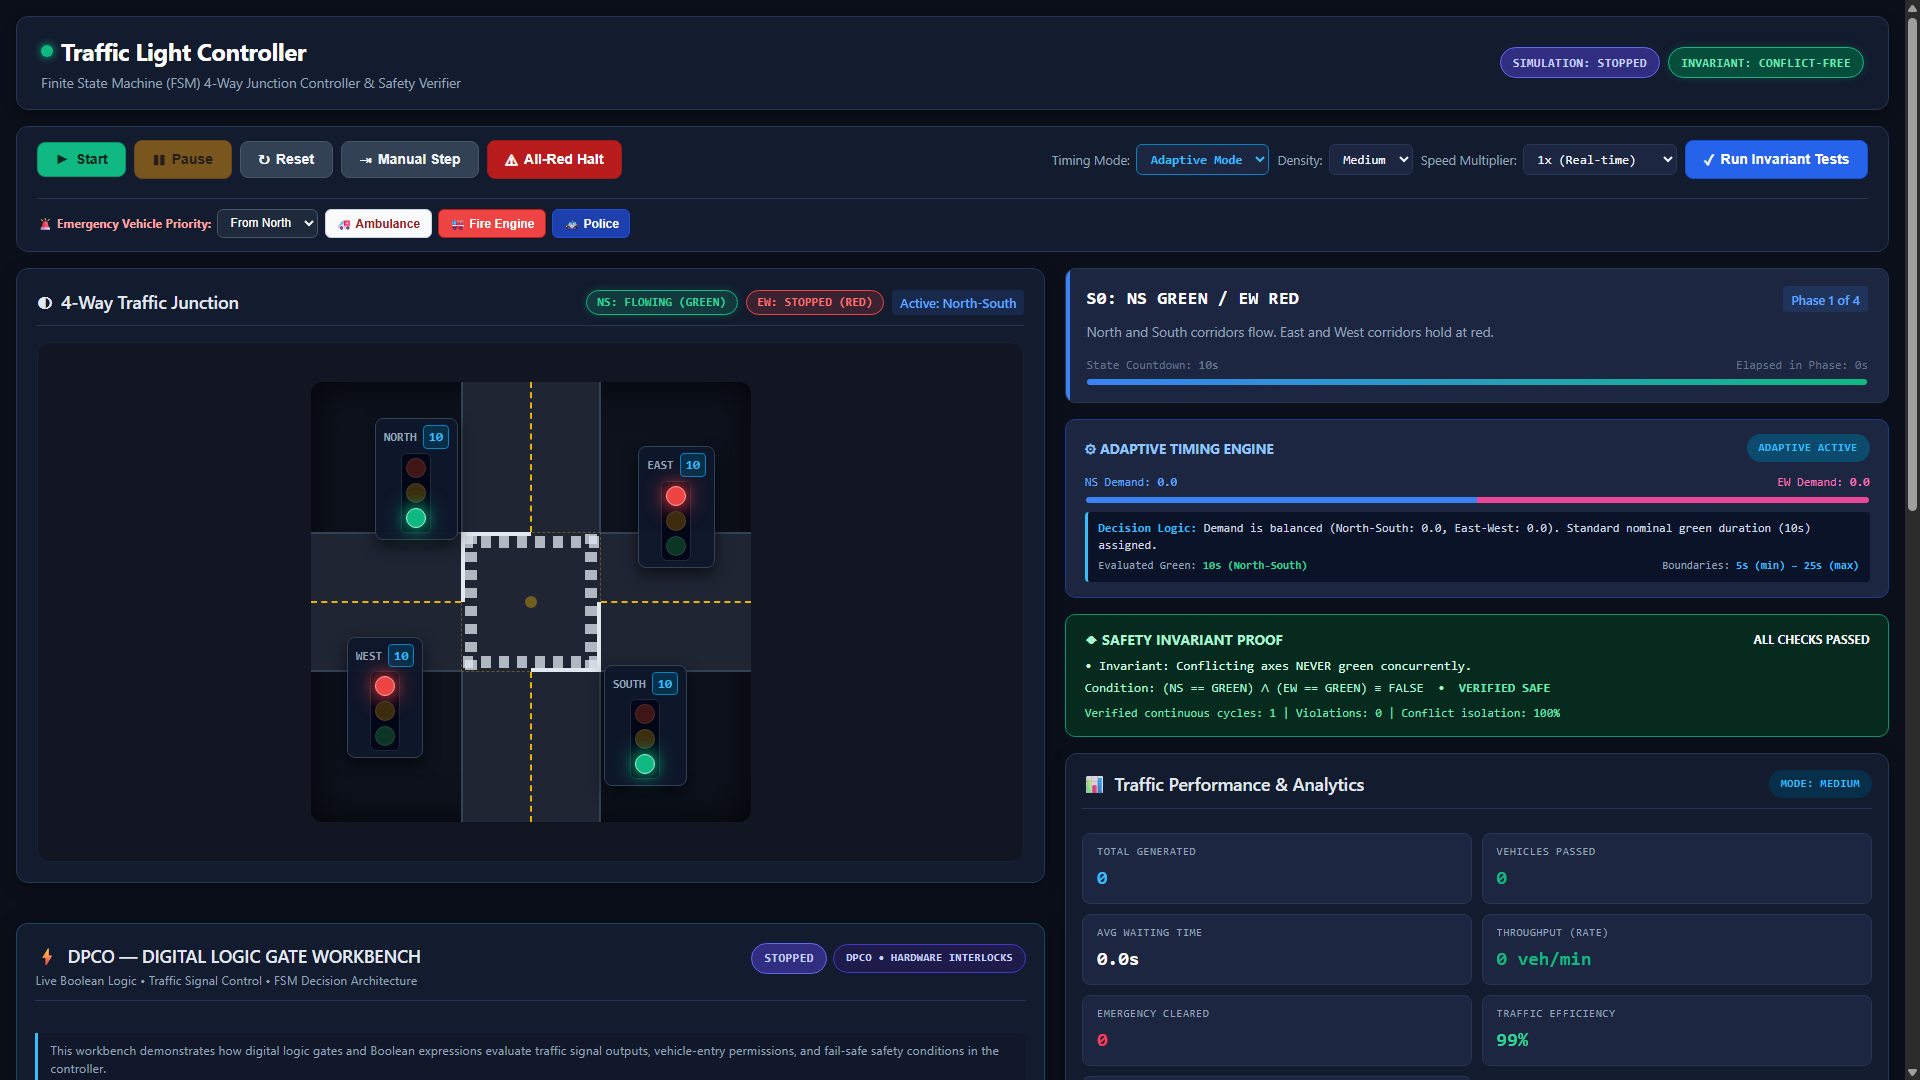 Traffic Light Controller
Finite State Machine (FSM) 4-Way Junction Controller & Safety Verifier
SIMULATION: STOPPED
INVARIANT: CONFLICT-FREE
Start
Pause
↻ Reset
⇥ Manual Step
⚠ All-Red Halt
Timing Mode: Adaptive Mode
Density: Medium
Speed Multiplier: 1x (Real-time)
✓ Run Invariant Tests
Emergency Vehicle Priority: From North
Ambulance
Fire Engine
Police
4-Way Traffic Junction
NS: FLOWING (GREEN)
EW: STOPPED (RED)
Active: North-South
NORTH 10
EAST 10
WEST 10
SOUTH 10
S0: NS GREEN / EW RED
Phase 1 of 4
North and South corridors flow. East and West corridors hold at red.
State Countdown: 10s
Elapsed in Phase: 0s
⚙ ADAPTIVE TIMING ENGINE
ADAPTIVE ACTIVE
NS Demand: 0.0
EW Demand: 0.0
Decision Logic: Demand is balanced (North-South: 0.0, East-West: 0.0). Standard nominal green duration (10s)
assigned.
Evaluated Green: 10s (North-South)
Boundaries: 5s (min) – 25s (max)
SAFETY INVARIANT PROOF
ALL CHECKS PASSED
• Invariant: Conflicting axes NEVER green concurrently.
Condition: (NS == GREEN) ∧ (EW == GREEN) ≡ FALSE • VERIFIED SAFE
Verified continuous cycles: 1 | Violations: 0 | Conflict isolation: 100%
Traffic Performance & Analytics
MODE: MEDIUM
TOTAL GENERATED
0
VEHICLES PASSED
0
AVG WAITING TIME
0.0s
THROUGHPUT (RATE)
0 veh/min
EMERGENCY CLEARED
0
TRAFFIC EFFICIENCY
99%
DPCO — DIGITAL LOGIC GATE WORKBENCH
Live Boolean Logic • Traffic Signal Control • FSM Decision Architecture
STOPPED
DPCO • HARDWARE INTERLOCKS
This workbench demonstrates how digital logic gates and Boolean expressions evaluate traffic signal outputs, vehicle-entry permissions, and fail-safe safety conditions in the
controller.